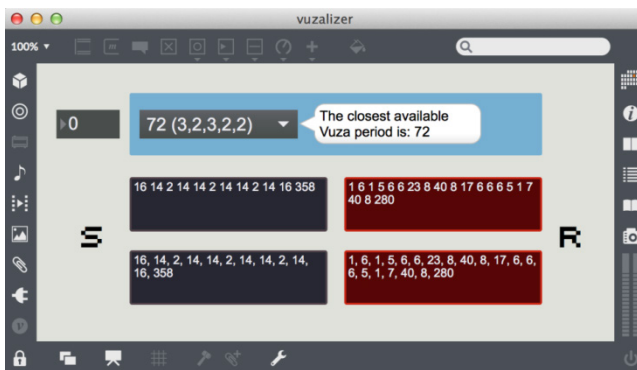 vuzalizer
100%
0
72 (3,2,3,2,2)
The closest available
Vuza period is: 72
16 14 2 14 14 2 14 14 2 14 16 358
1 6 1 5 6 6 23 8 40 8 17 6 6 6 5 1 7
40 8 280
S
R
16, 14, 2, 14, 14, 2, 14, 14, 2, 14,
16, 358
1, 6, 1, 5, 6, 6, 23, 8, 40, 8, 17, 6, 6,
6, 5, 1, 7, 40, 8, 280